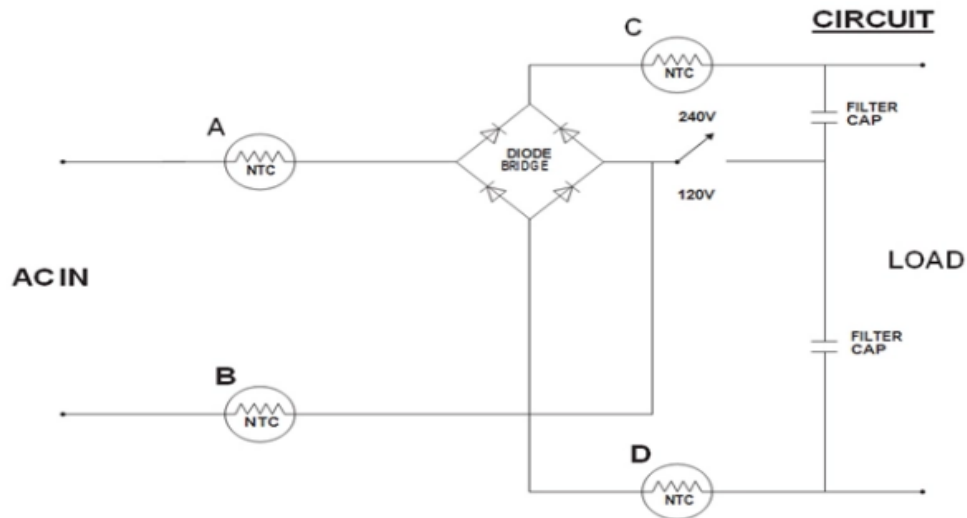 CIRCUIT
C
NTC
A
NTC
240V
FILTER
CAP
DIODE
BRIDGE
120V
AC IN
LOAD
FILTER
CAP
B
NTC
D
NTC